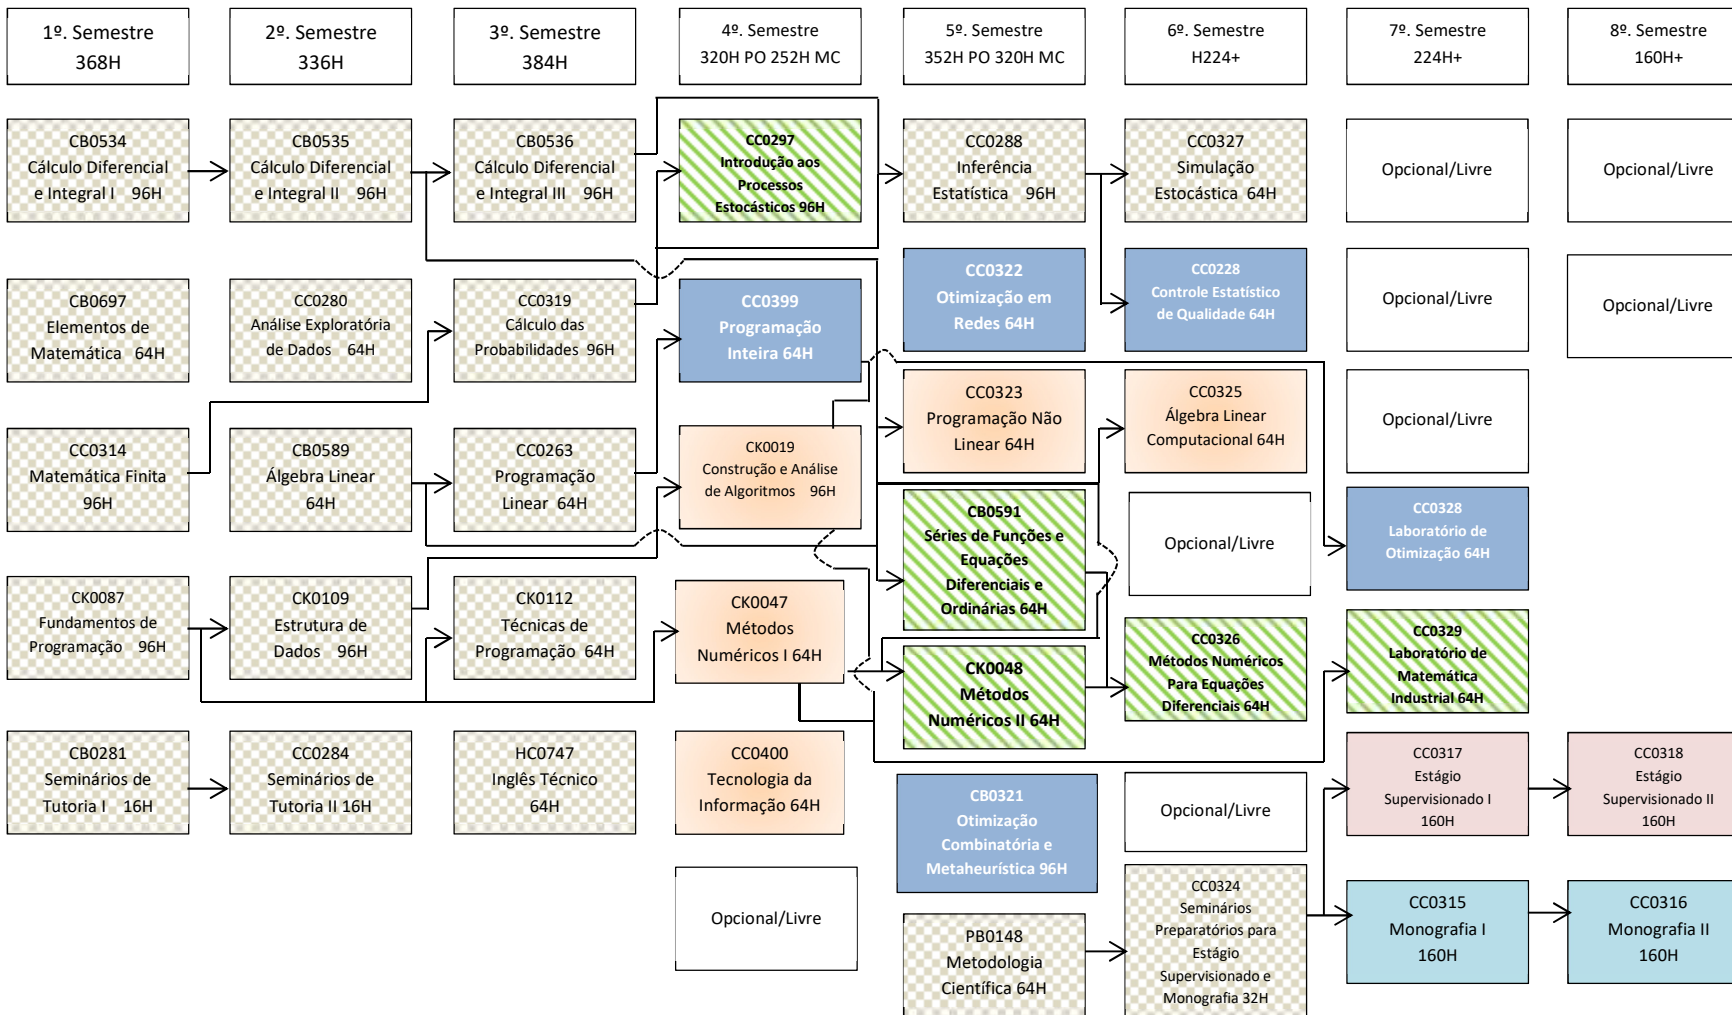 1º. Semestre
368H
2º. Semestre
336H
3º. Semestre
384H
4º. Semestre
320H PO 252H MC
5º. Semestre
352H PO 320H MC
6º. Semestre
H224+
7º. Semestre
224H+
8º. Semestre
160H+
CB0534
Cálculo Diferencial
e Integral I 96H
CB0535
Cálculo Diferencial
e Integral II 96H
CB0536
Cálculo Diferencial
e Integral III 96H
CC0297
Introdução aos
Processos
Estocásticos 96H
CC0288
Inferência
Estatística 96H
CC0327
Simulação
Estocástica 64H
Opcional/Livre
Opcional/Livre
CB0697
Elementos de
Matemática 64H
CC0280
Análise Exploratória
de Dados 64H
CC0319
Cálculo das
Probabilidades 96H
CC0399
Programação
Inteira 64H
CC0322
Otimização em
Redes 64H
CC0228
Controle Estatístico
de Qualidade 64H
Opcional/Livre
Opcional/Livre
CC0314
Matemática Finita
96H
CB0589
Álgebra Linear
64H
CC0263
Programação
Linear 64H
CK0019
Construção e Análise
de Algoritmos 96H
CC0323
Programação Não
Linear 64H
CC0325
Álgebra Linear
Computacional 64H
Opcional/Livre
CB0591
Séries de Funções e
Equações
Diferenciais e
Ordinárias 64H
Opcional/Livre
CC0328
Laboratório de
Otimização 64H
CK0087
Fundamentos de
Programação 96H
CK0109
Estrutura de
Dados 96H
CK0112
Técnicas de
Programação 64H
CK0047
Métodos
Numéricos I 64H
CK0048
Métodos
Numéricos II 64H
CC0326
Métodos Numéricos
Para Equações
Diferenciais 64H
CC0329
Laboratório de
Matemática
Industrial 64H
CB0281
Seminários de
Tutoria I 16H
CC0284
Seminários de
Tutoria II 16H
HC0747
Inglês Técnico
64H
CC0400
Tecnologia da
Informação 64H
CB0321
Otimização
Combinatória e
Metaheurística 96H
Opcional/Livre
CC0317
Estágio
Supervisionado I
160H
CC0318
Estágio
Supervisionado II
160H
Opcional/Livre
PB0148
Metodologia
Científica 64H
CC0324
Seminários
Preparatórios para
Estágio
Supervisionado e
Monografia 32H
CC0315
Monografia I
160H
CC0316
Monografia II
160H